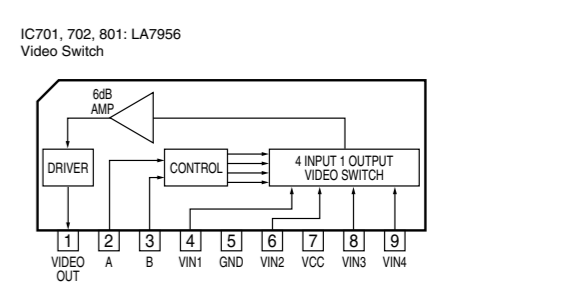 IC701, 702, 801: LA7956
Video Switch
6dB
AMP
DRIVER
CONTROL
4 INPUT 1 OUTPUT
VIDEO SWITCH
1 2 3 4 5 6 7 8 9
VIDEO OUT A B VIN1 GND VIN2 VCC VIN3 VIN4